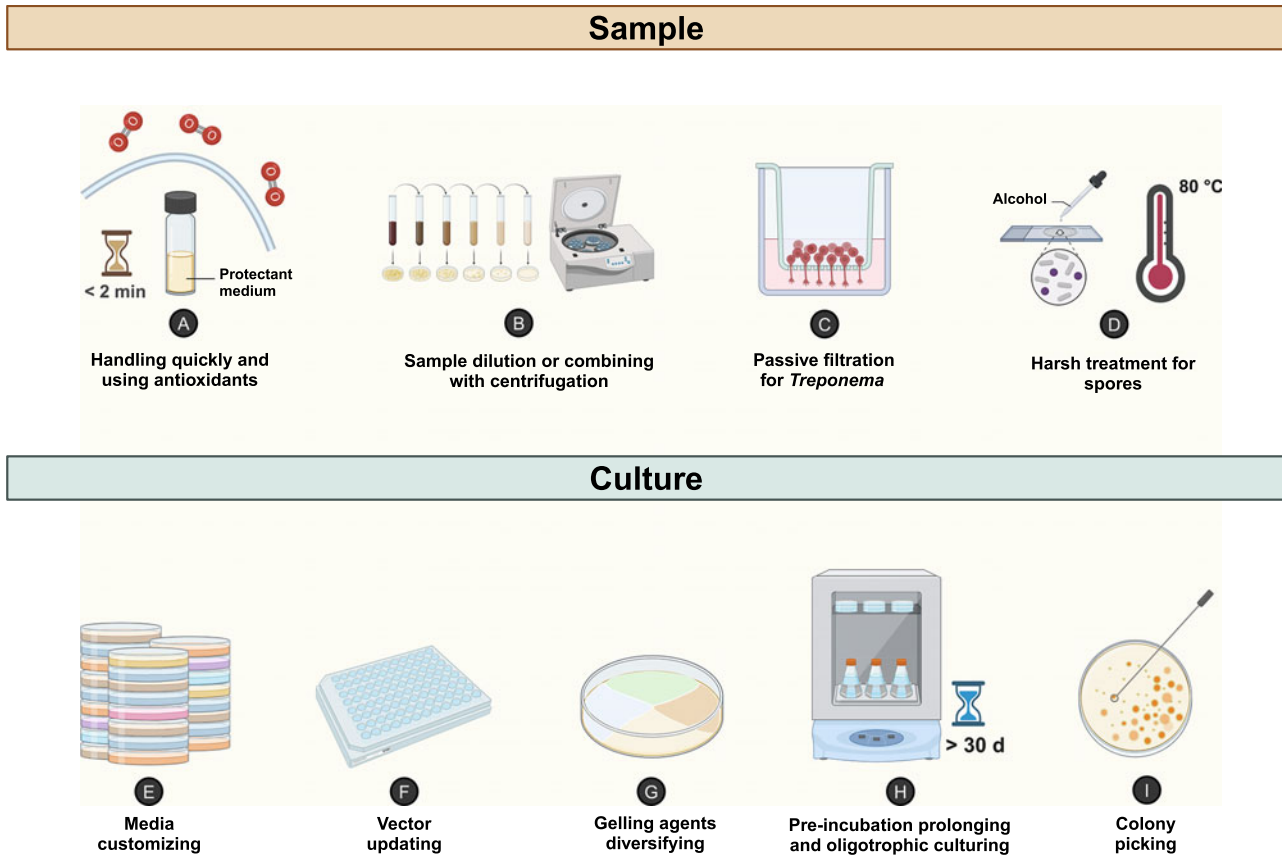 Sample
O O
O O
O O
< 2 min
Protectant
medium
Alcohol
80 °C
A
B
C
D
Handling quickly and
using antioxidants
Sample dilution or combining
with centrifugation
Passive filtration
for Treponema
Harsh treatment for
spores
Culture
> 30 d
E
F
G
H
I
Media
customizing
Vector
updating
Gelling agents
diversifying
Pre-incubation prolonging
and oligotrophic culturing
Colony
picking